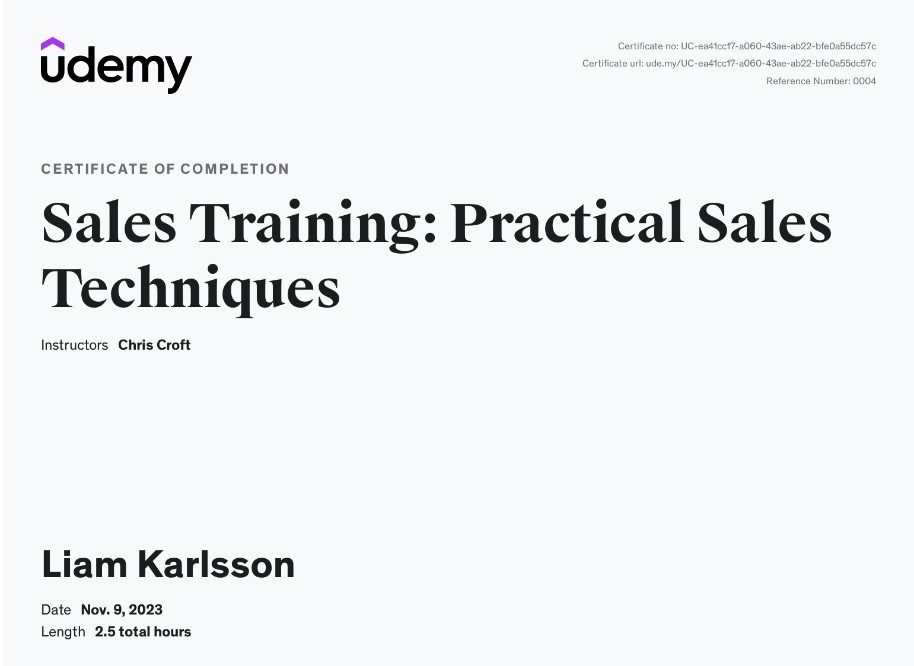 udemy
Certificate no: UC-ea41cc17-a060-43ae-ab22-bfe0a55dc57c
Certificate url: ude.my/UC-ea41cc17-a060-43ae-ab22-bfe0a55dc57c
Reference Number: 0004
CERTIFICATE OF COMPLETION
Sales Training: Practical Sales
Techniques
Instructors Chris Croft
Liam Karlsson
Date Nov. 9, 2023
Length 2.5 total hours